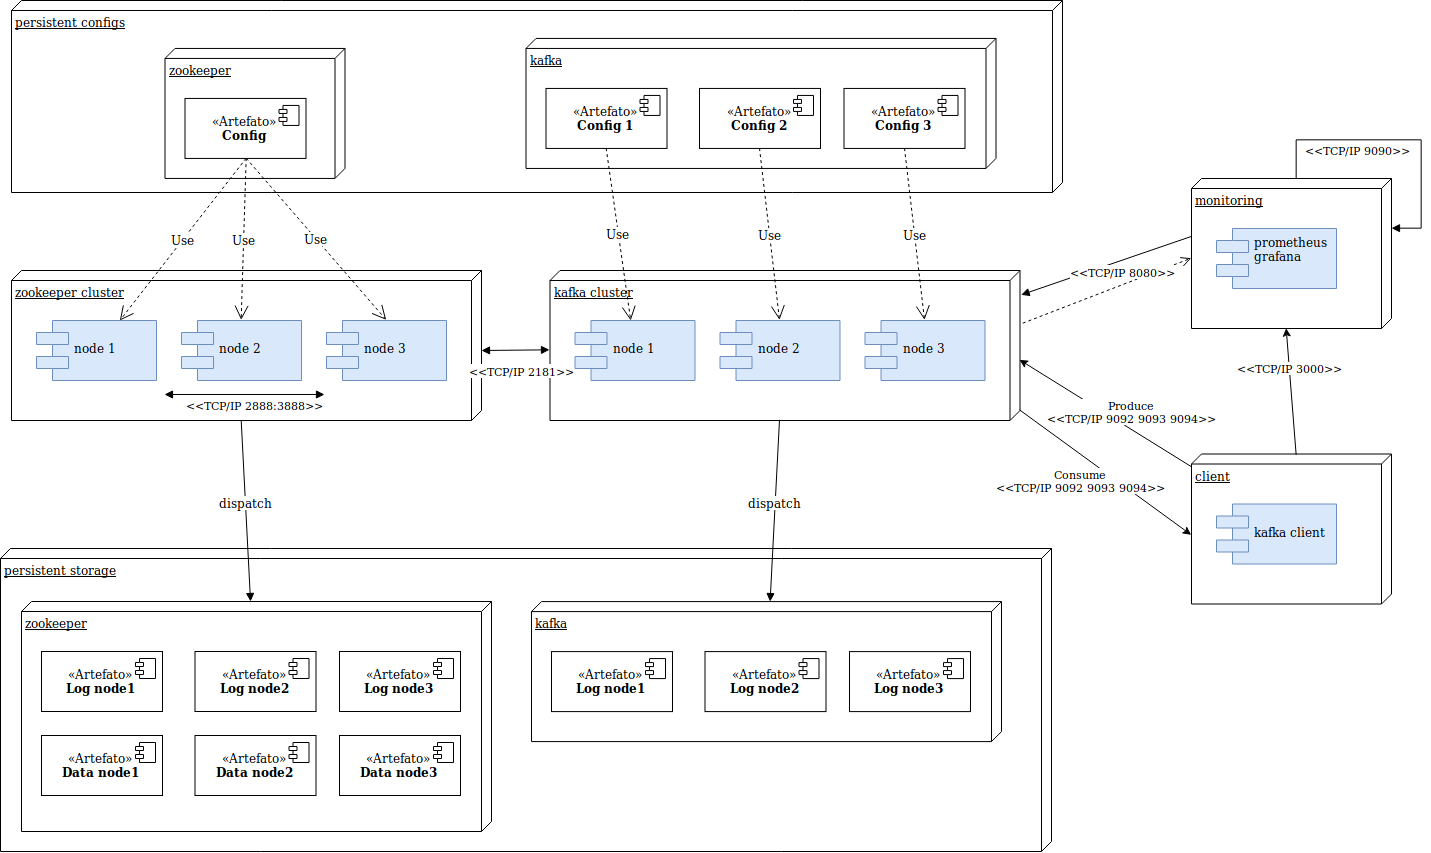 persistent configs
zookeeper
«Artefato»
Config
kafka
«Artefato»
Config 1
«Artefato»
Config 2
«Artefato»
Config 3
<<TCP/IP 9090>>
monitoring
prometheus
grafana
Use
Use
Use
Use
Use
Use
<<TCP/IP 8080>>
zookeeper cluster
node 1
node 2
node 3
<<TCP/IP 2888:3888>>
<<TCP/IP 2181>>
kafka cluster
node 1
node 2
node 3
<<TCP/IP 3000>>
Produce
<<TCP/IP 9092 9093 9094>>
Consume
<<TCP/IP 9092 9093 9094>>
client
kafka client
dispatch
dispatch
persistent storage
zookeeper
«Artefato»
Log node1
«Artefato»
Log node2
«Artefato»
Log node3
«Artefato»
Data node1
«Artefato»
Data node2
«Artefato»
Data node3
kafka
«Artefato»
Log node1
«Artefato»
Log node2
«Artefato»
Log node3